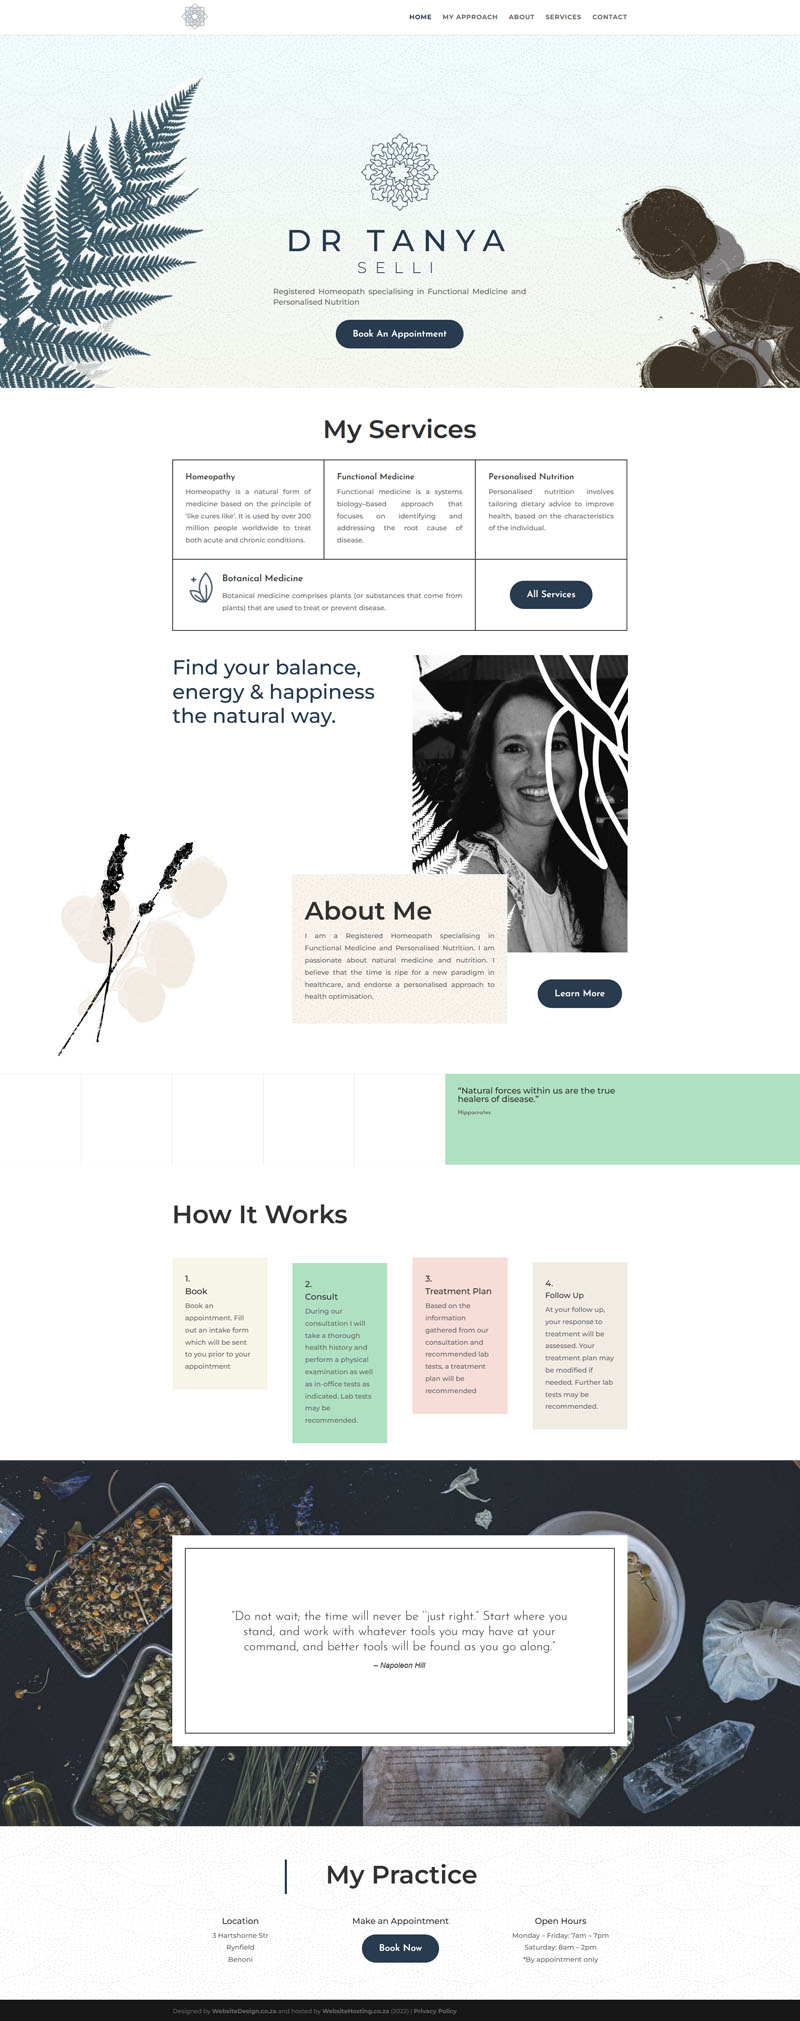 HOME MY APPROACH ABOUT SERVICES CONTACT
DR TANYA
SELLI
Registered Homeopath specialising in Functional Medicine and
Personalised Nutrition
Book An Appointment
My Services
Homeopathy
Homeopathy is a natural form of
medicine based on the principle of
'like cures like'. It is used by over 200
million people worldwide to treat
both acute and chronic conditions.
Functional Medicine
Functional medicine is a systems
biology-based approach that
focuses on identifying and
addressing the root cause of
disease.
Personalised Nutrition
Personalised nutrition involves
tailoring dietary advice to improve
health, based on the characteristics
of the individual.
Botanical Medicine
Botanical medicine comprises plants (or substances that come from
plants) that are used to treat or prevent disease.
All Services
Find your balance,
energy & happiness
the natural way.
About Me
I am a Registered Homeopath specialising in
Functional Medicine and Personalised Nutrition. I am
passionate about natural medicine and nutrition. I
believe that the time is ripe for a new paradigm in
healthcare, and endorse a personalised approach to
health optimisation.
Learn More
“Natural forces within us are the true
healers of disease.”
Hippocrates
How It Works
1.
Book
Book an
appointment. Fill
out an intake form
which will be sent
to you prior to your
appointment
2.
Consult
During our
consultation I will
take a thorough
health history and
perform a physical
examination as well
as in-office tests as
indicated. Lab tests
may be
recommended.
3.
Treatment Plan
Based on the
information
gathered from our
consultation and
recommended lab
tests, a treatment
plan will be
recommended
4.
Follow Up
At your follow up,
your response to
treatment will be
assessed. Your
treatment plan may
be modified if
needed. Further lab
tests may be
recommended.
“Do not wait; the time will never be ‘’just right.” Start where you
stand, and work with whatever tools you may have at your
command, and better tools will be found as you go along.”
– Napoleon Hill
My Practice
Location
3 Hartshorne Str
Rynfield
Benoni
Make an Appointment
Book Now
Open Hours
Monday – Friday: 7am – 7pm
Saturday: 8am – 2pm
*By appointment only
Designed by WebsiteDesign.co.za and hosted by WebsiteHosting.co.za (2022) | Privacy Policy